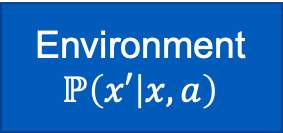 Environment
ℙ(𝑥′|𝑥, 𝑎)